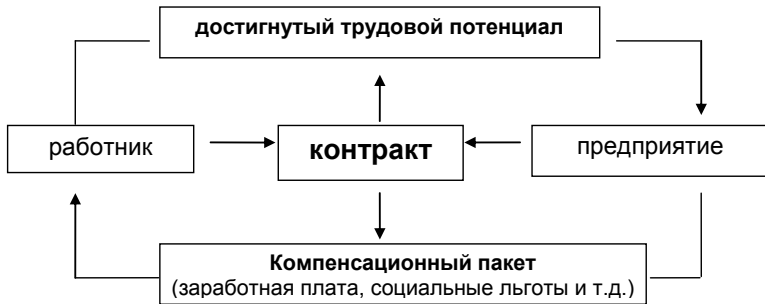 достигнутый трудовой потенциал
работник
контракт
предприятие
Компенсационный пакет
(заработная плата, социальные льготы и т.д.)